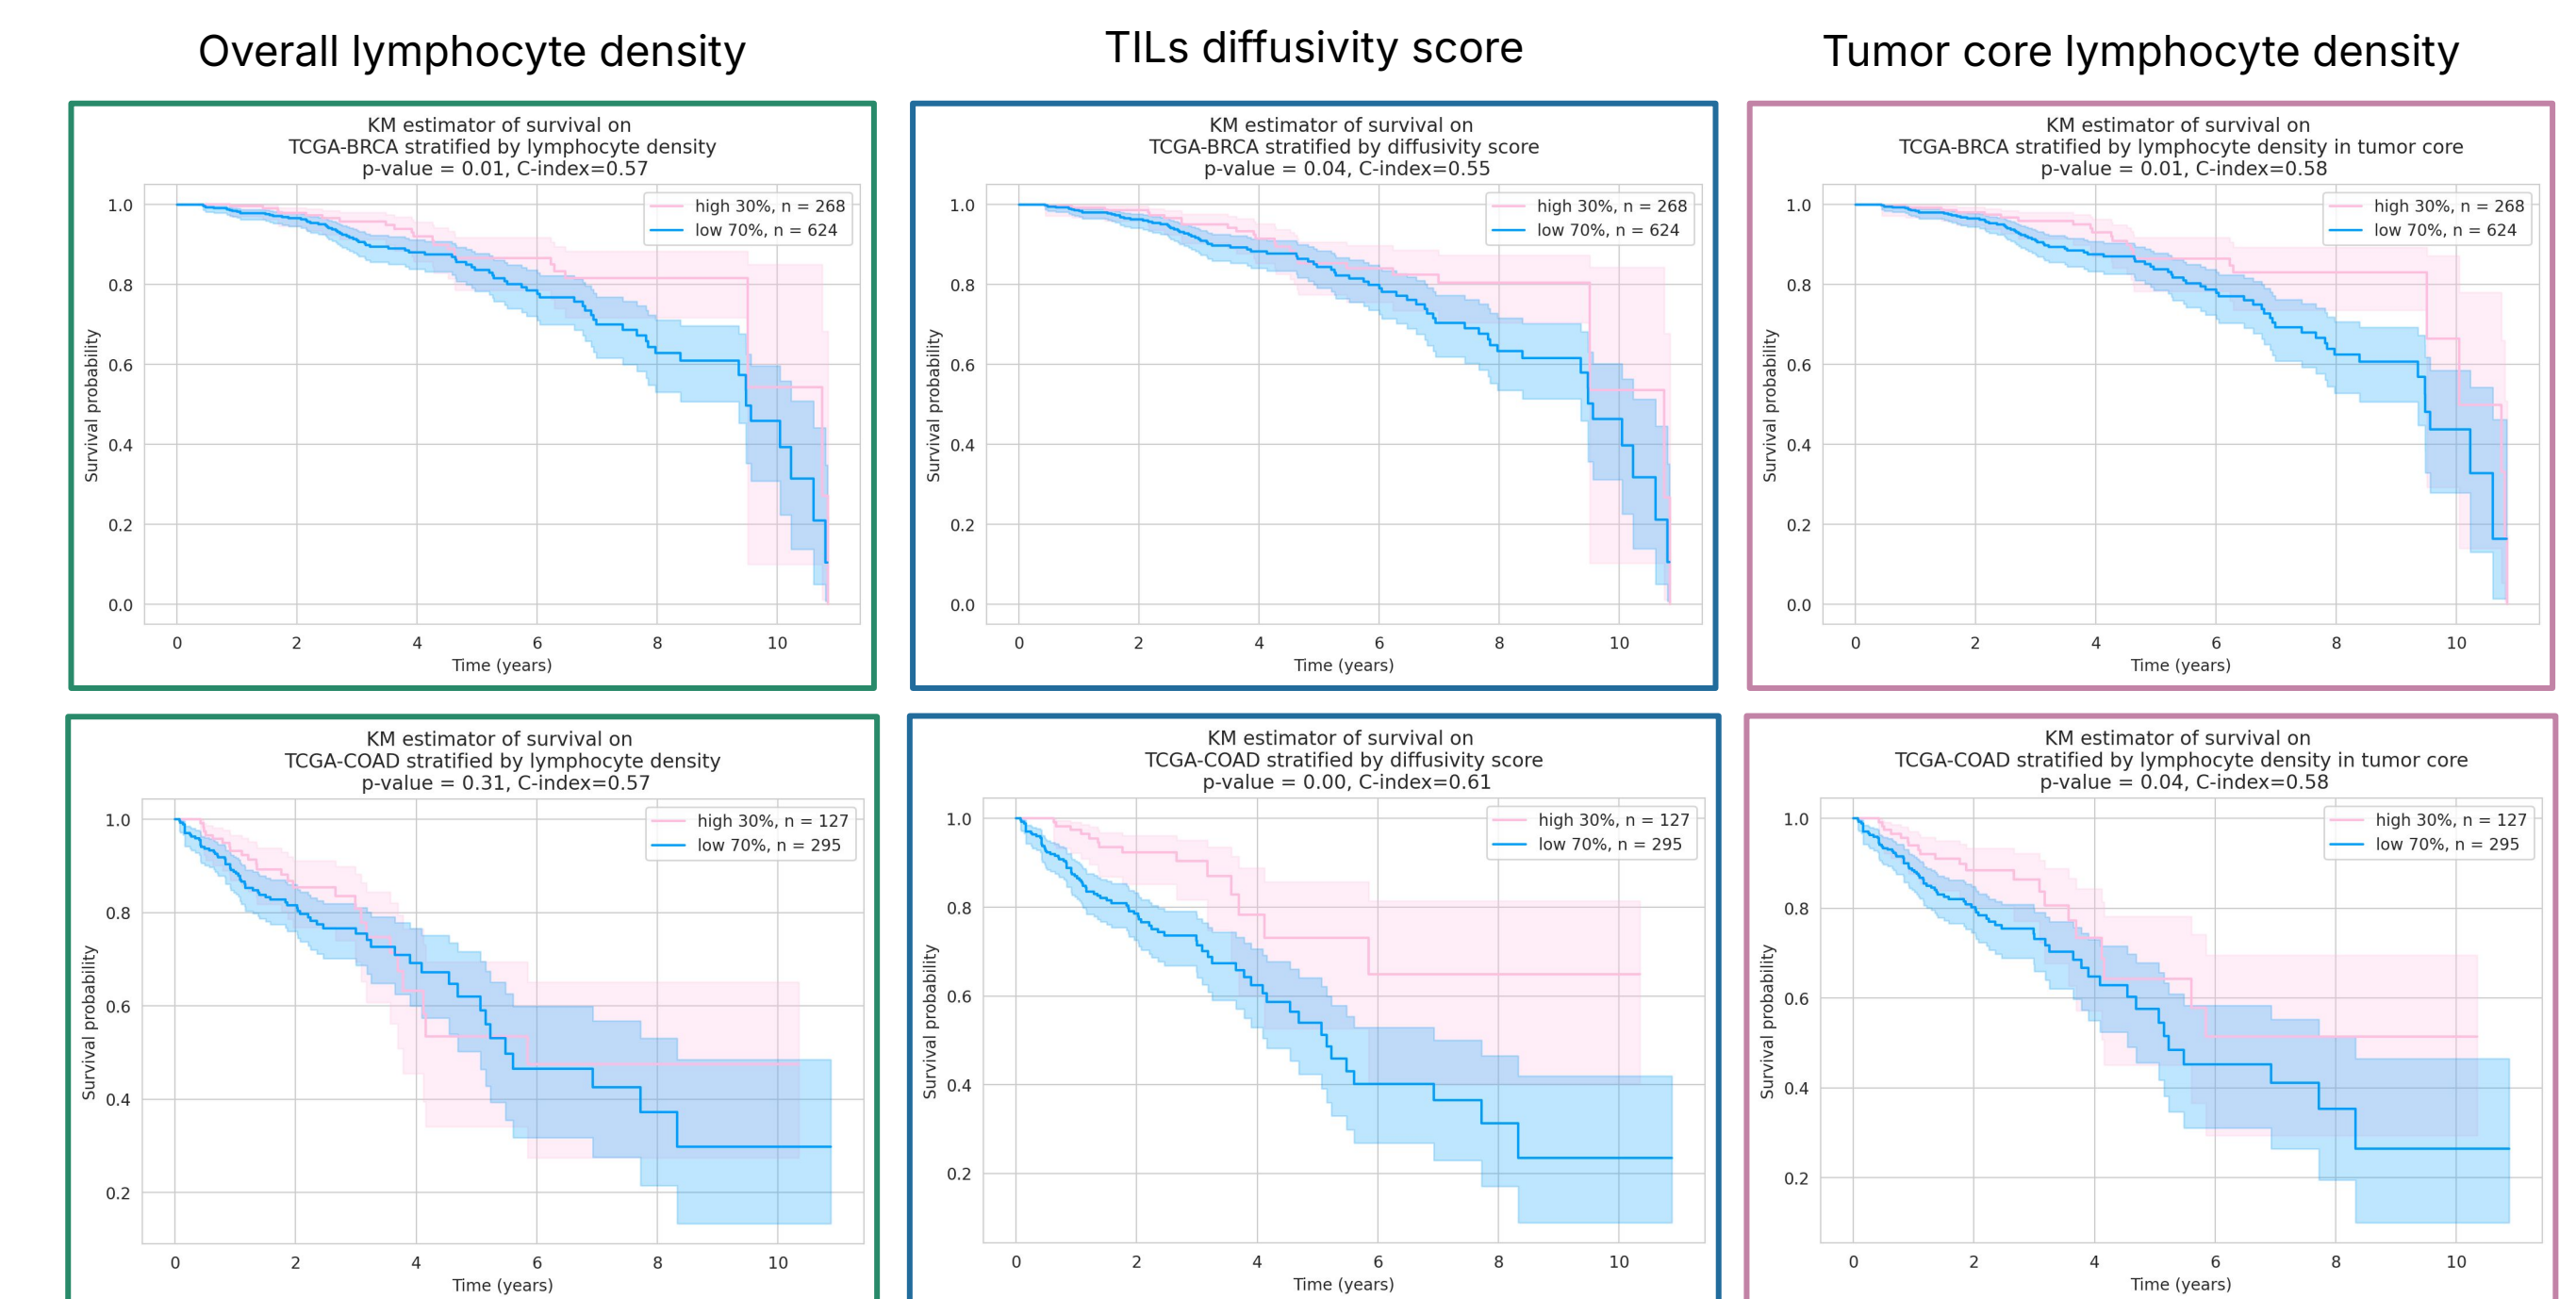 Overall lymphocyte density
TILs diffusivity score
Tumor core lymphocyte density
KM estimator of survival on
TCGA-BRCA stratified by lymphocyte density
p-value = 0.01, C-index=0.57
high 30%, n = 268
low 70%, n = 624
1.0
0.8
0.6
0.4
0.2
0.0
Survival probability
0 2 4 6 8 10
Time (years)
KM estimator of survival on
TCGA-BRCA stratified by diffusivity score
p-value = 0.04, C-index=0.55
high 30%, n = 268
low 70%, n = 624
1.0
0.8
0.6
0.4
0.2
0.0
Survival probability
0 2 4 6 8 10
Time (years)
KM estimator of survival on
TCGA-BRCA stratified by lymphocyte density in tumor core
p-value = 0.01, C-index=0.58
high 30%, n = 268
low 70%, n = 624
1.0
0.8
0.6
0.4
0.2
0.0
Survival probability
0 2 4 6 8 10
Time (years)
KM estimator of survival on
TCGA-COAD stratified by lymphocyte density
p-value = 0.31, C-index=0.57
high 30%, n = 127
low 70%, n = 295
1.0
0.8
0.6
0.4
0.2
Survival probability
0 2 4 6 8 10
Time (years)
KM estimator of survival on
TCGA-COAD stratified by diffusivity score
p-value = 0.00, C-index=0.61
high 30%, n = 127
low 70%, n = 295
1.0
0.8
0.6
0.4
0.2
Survival probability
0 2 4 6 8 10
Time (years)
KM estimator of survival on
TCGA-COAD stratified by lymphocyte density in tumor core
p-value = 0.04, C-index=0.58
high 30%, n = 127
low 70%, n = 295
1.0
0.8
0.6
0.4
0.2
Survival probability
0 2 4 6 8 10
Time (years)